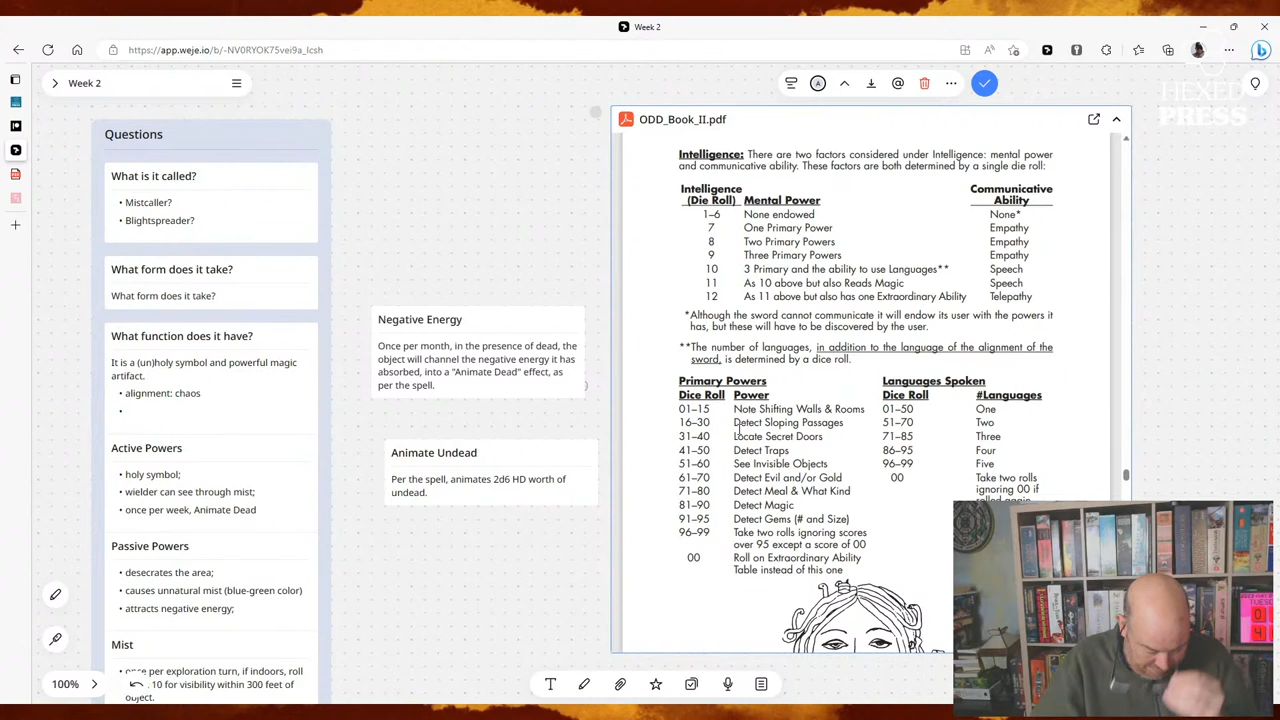 Week 2
https://app.weje.io/b/-NV0RYOK75vei9a_lcsh
Week 2
HEXED
PRESS
Questions
What is it called?
• Mistcaller?
• Blightspreader?
What form does it take?
What form does it take?
What function does it have?
It is a (un)holy symbol and powerful magic
artifact.
• alignment: chaos
•
Active Powers
• holy symbol;
• wielder can see through mist;
• once per week, Animate Dead
Passive Powers
• desecrates the area;
• causes unnatural mist (blue-green color)
• attracts negative energy;
Mist
• once per exploration turn, if indoors, roll
10 for visibility within 300 feet of
object.
100%
Negative Energy
Once per month, in the presence of dead, the
object will channel the negative energy it has
absorbed, into a "Animate Dead" effect, as
per the spell.
Animate Undead
Per the spell, animates 2d6 HD worth of
undead.
ODD_Book_II.pdf
Intelligence: There are two factors considered under Intelligence: mental power
and communicative ability. These factors are both determined by a single die roll:
Intelligence Communicative
(Die Roll) Mental Power Ability
1–6 None endowed None*
7 One Primary Power Empathy
8 Two Primary Powers Empathy
9 Three Primary Powers Empathy
10 3 Primary and the ability to use Languages** Speech
11 As 10 above but also Reads Magic Speech
12 As 11 above but also has one Extraordinary Ability Telepathy
*Although the sword cannot communicate it will endow its user with the powers it
has, but these will have to be discovered by the user.
**The number of languages, in addition to the language of the alignment of the
sword, is determined by a dice roll.
Primary Powers Languages Spoken
Dice Roll Power Dice Roll #Languages
01–15 Note Shifting Walls & Rooms 01–50 One
16–30 Detect Sloping Passages 51–70 Two
31–40 Locate Secret Doors 71–85 Three
41–50 Detect Traps 86–95 Four
51–60 See Invisible Objects 96–99 Five
61–70 Detect Evil and/or Gold 00 Take two rolls
71–80 Detect Meal & What Kind ignoring 00 if
81–90 Detect Magic rolled again
91–95 Detect Gems (# and Size)
96–99 Take two rolls ignoring scores
over 95 except a score of 00
00 Roll on Extraordinary Ability
Table instead of this one